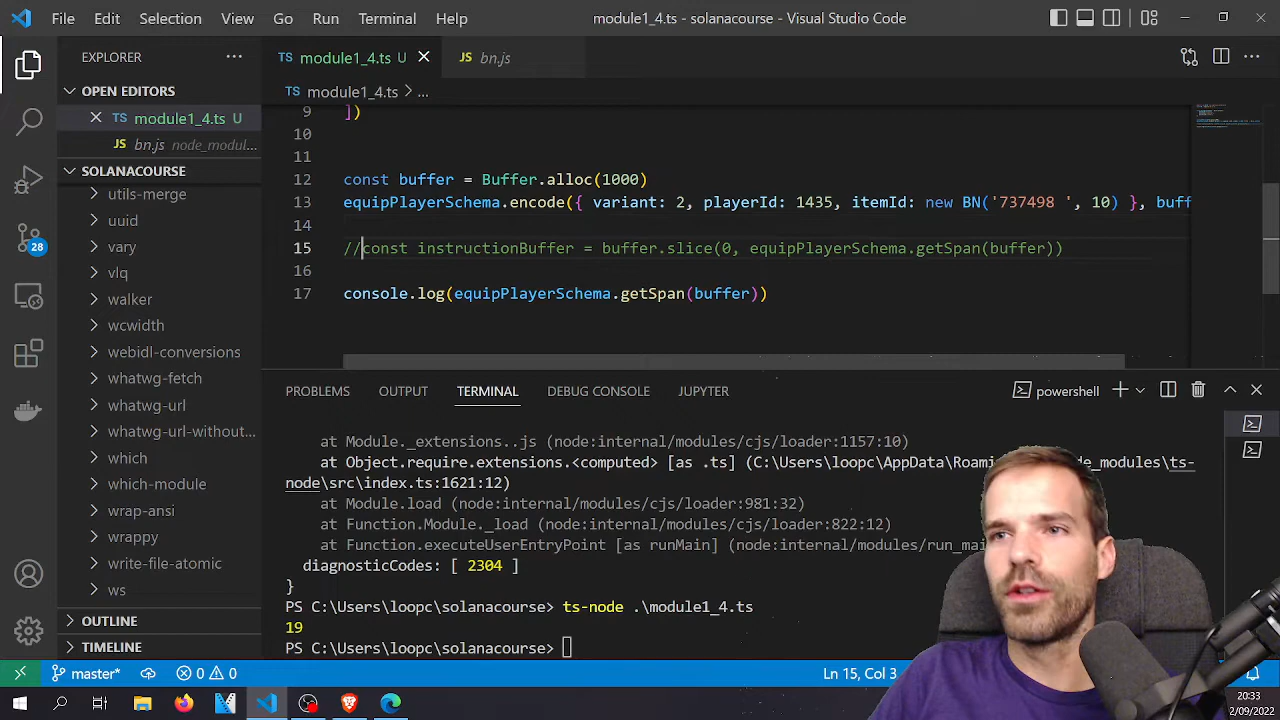 File Edit Selection View Go Run Terminal Help module1_4.ts - solanacourse - Visual Studio Code
EXPLORER
TS module1_4.ts U
JS bn.js
OPEN EDITORS
TS module1_4.ts > ...
TS module1_4.ts U
JS bn.js node_modul...
SOLANACOURSE
utils-merge
uuid
vary
vlq
walker
wcwidth
webidl-conversions
whatwg-fetch
whatwg-url
whatwg-url-without...
which
which-module
wrap-ansi
wrappy
write-file-atomic
ws
OUTLINE
TIMELINE
28
9 ])
10
11
12 const buffer = Buffer.alloc(1000)
13 equipPlayerSchema.encode({ variant: 2, playerId: 1435, itemId: new BN('737498 ', 10) }, buff
14
15 //const instructionBuffer = buffer.slice(0, equipPlayerSchema.getSpan(buffer))
16
17 console.log(equipPlayerSchema.getSpan(buffer))
PROBLEMS OUTPUT TERMINAL DEBUG CONSOLE JUPYTER powershell
at Module._extensions..js (node:internal/modules/cjs/loader:1157:10)
at Object.require.extensions.<computed> [as .ts] (C:\Users\loopc\AppData\Roami
de_modules\ts-
node\src\index.ts:1621:12)
at Module.load (node:internal/modules/cjs/loader:981:32)
at Function.Module._load (node:internal/modules/cjs/loader:822:12)
at Function.executeUserEntryPoint [as runMain] (node:internal/modules/run_mai
diagnosticCodes: [ 2304 ]
}
PS C:\Users\loopc\solanacourse> ts-node .\module1_4.ts
19
PS C:\Users\loopc\solanacourse>
master* 0 0 Ln 15, Col 3
20:33
2/09/2022